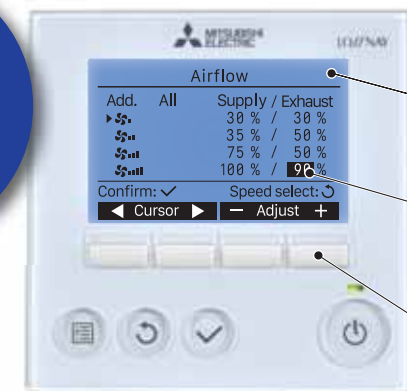 MITSUBISHI
ELECTRIC
LOSSNAY
Airflow
Add. All Supply / Exhaust
30 % / 30 %
35 % / 50 %
75 % / 50 %
100 % / 90 %
Confirm: ✓ Speed select: ↺
◀ Cursor ▶ − Adjust +